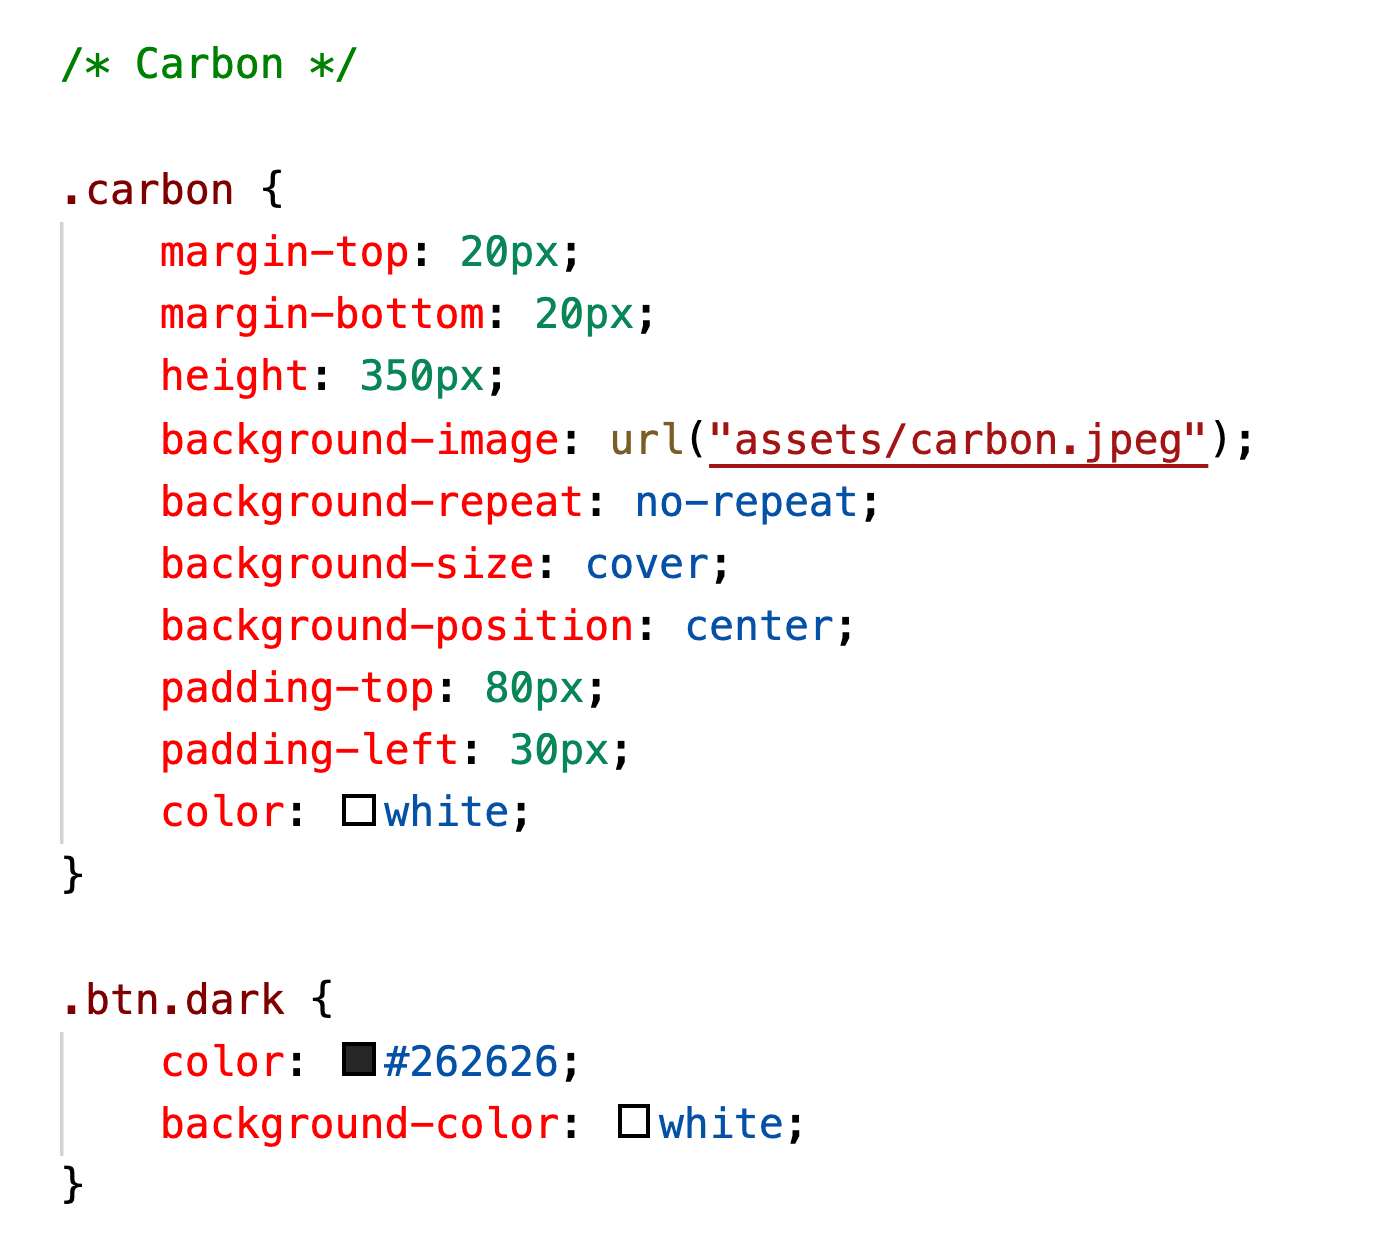 /* Carbon */

.carbon {
    margin-top: 20px;
    margin-bottom: 20px;
    height: 350px;
    background-image: url("assets/carbon.jpeg");
    background-repeat: no-repeat;
    background-size: cover;
    background-position: center;
    padding-top: 80px;
    padding-left: 30px;
    color: white;
}

.btn.dark {
    color: #262626;
    background-color: white;
}